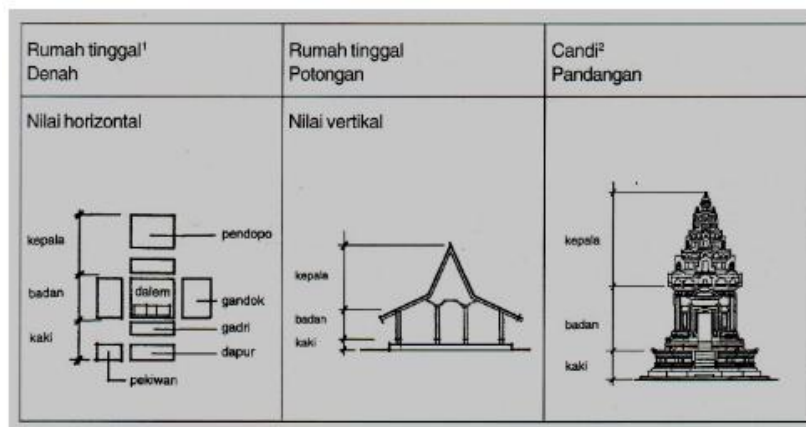 Rumah tinggal¹
Denah
Rumah tinggal
Potongan
Candi²
Pandangan
Nilai horizontal
kepala
badan
kaki
pendopo
dalem
gandok
gadri
dapur
pekiwan
Nilai vertikal
kepala
badan
kaki
kepala
badan
kaki